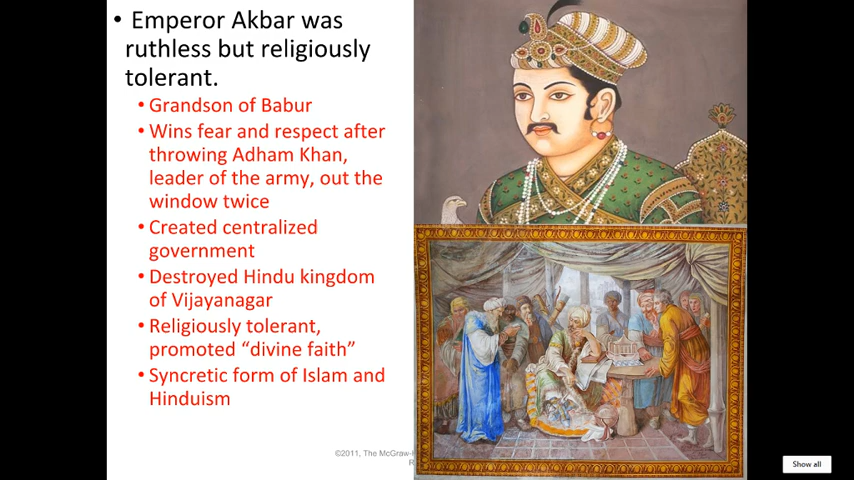 • Emperor Akbar was
ruthless but religiously
tolerant.
• Grandson of Babur
• Wins fear and respect after
throwing Adham Khan,
leader of the army, out the
window twice
• Created centralized
government
• Destroyed Hindu kingdom
of Vijayanagar
• Religiously tolerant,
promoted “divine faith”
• Syncretic form of Islam and
Hinduism
©2011, The McGraw-
R
Show all